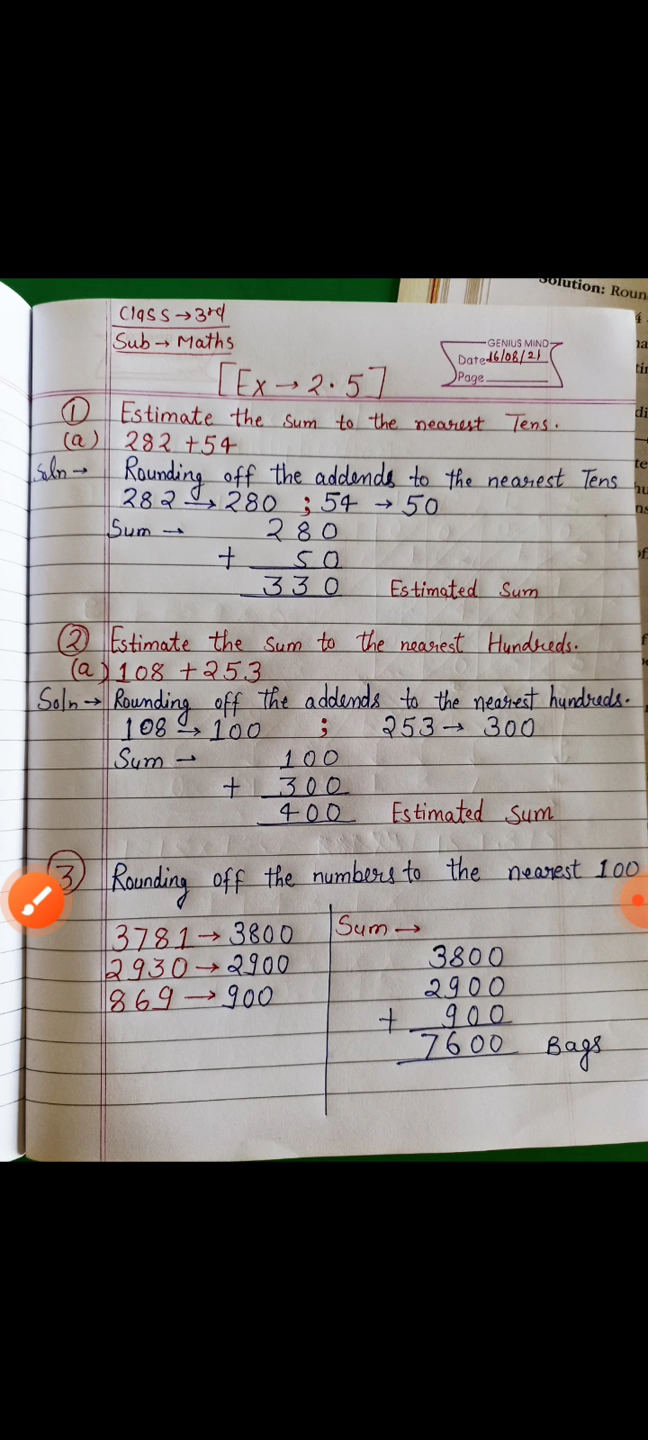 Solution: Roun
Class → 3rd
Sub → Maths
GENIUS MIND
Date 16/08/21
Page
[Ex → 2.5]
① Estimate the sum to the nearest Tens.
(a) 282 + 54
Soln → Rounding off the addends to the nearest Tens
282 → 280 ; 54 → 50
Sum → 280
+ 50
330 Estimated Sum
② Estimate the sum to the nearest Hundreds.
(a) 108 + 253
Soln → Rounding off the addends to the nearest hundreds.
108 → 100 ; 253 → 300
Sum → 100
+ 300
400 Estimated Sum
③ Rounding off the numbers to the nearest 100
3781 → 3800
2930 → 2900
869 → 900
Sum →
3800
2900
+ 900
7600 Bags